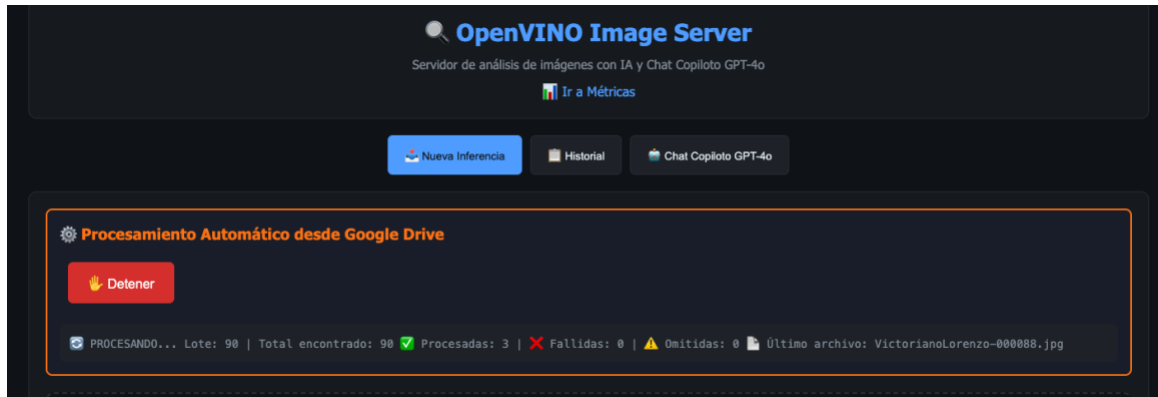 OpenVINO Image Server
Servidor de análisis de imágenes con IA y Chat Copiloto GPT-4o
Ir a Métricas
Nueva Inferencia
Historial
Chat Copiloto GPT-4o
Procesamiento Automático desde Google Drive
Detener
PROCESANDO... Lote: 90 | Total encontrado: 90 ✅ Procesadas: 3 | ❌ Fallidas: 0 | ⚠️ Omitidas: 0 📄 Último archivo: VictorianoLorenzo-000088.jpg